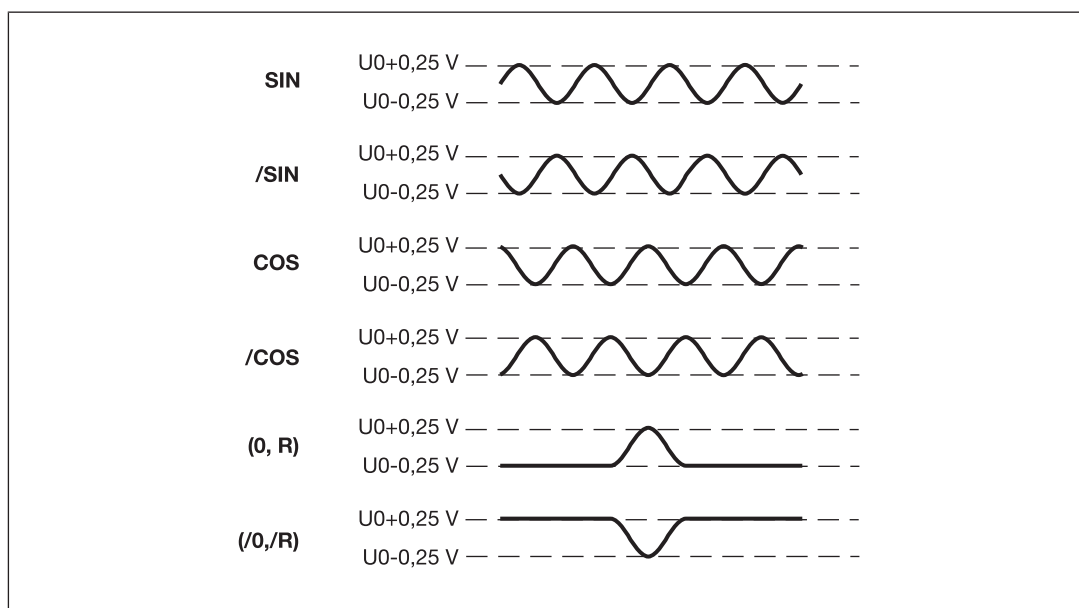 SIN
U0+0,25 V
U0-0,25 V
/SIN
U0+0,25 V
U0-0,25 V
COS
U0+0,25 V
U0-0,25 V
/COS
U0+0,25 V
U0-0,25 V
(0, R)
U0+0,25 V
U0-0,25 V
(/0,/R)
U0+0,25 V
U0-0,25 V